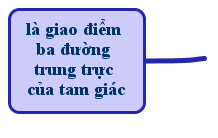 là giao điểm
ba đường
trung trực
của tam giác